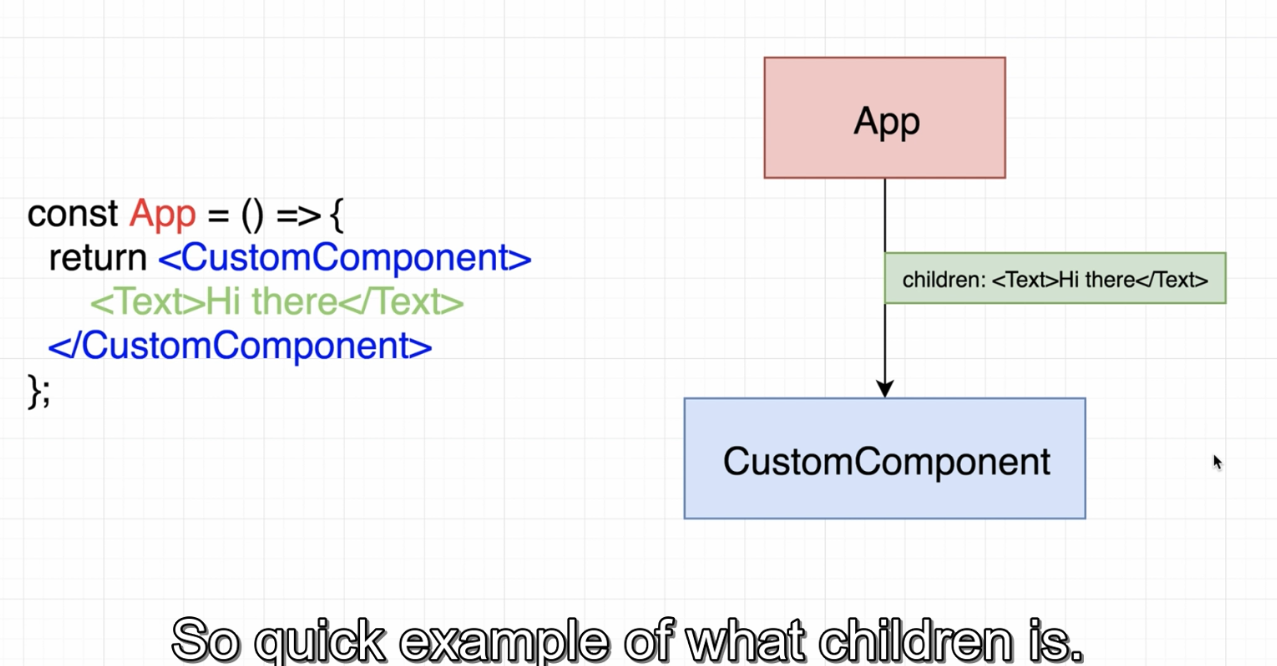 const App = () => {
return <CustomComponent>
<Text>Hi there</Text>
</CustomComponent>
};
App
children: <Text>Hi there</Text>
CustomComponent
So quick example of what children is.